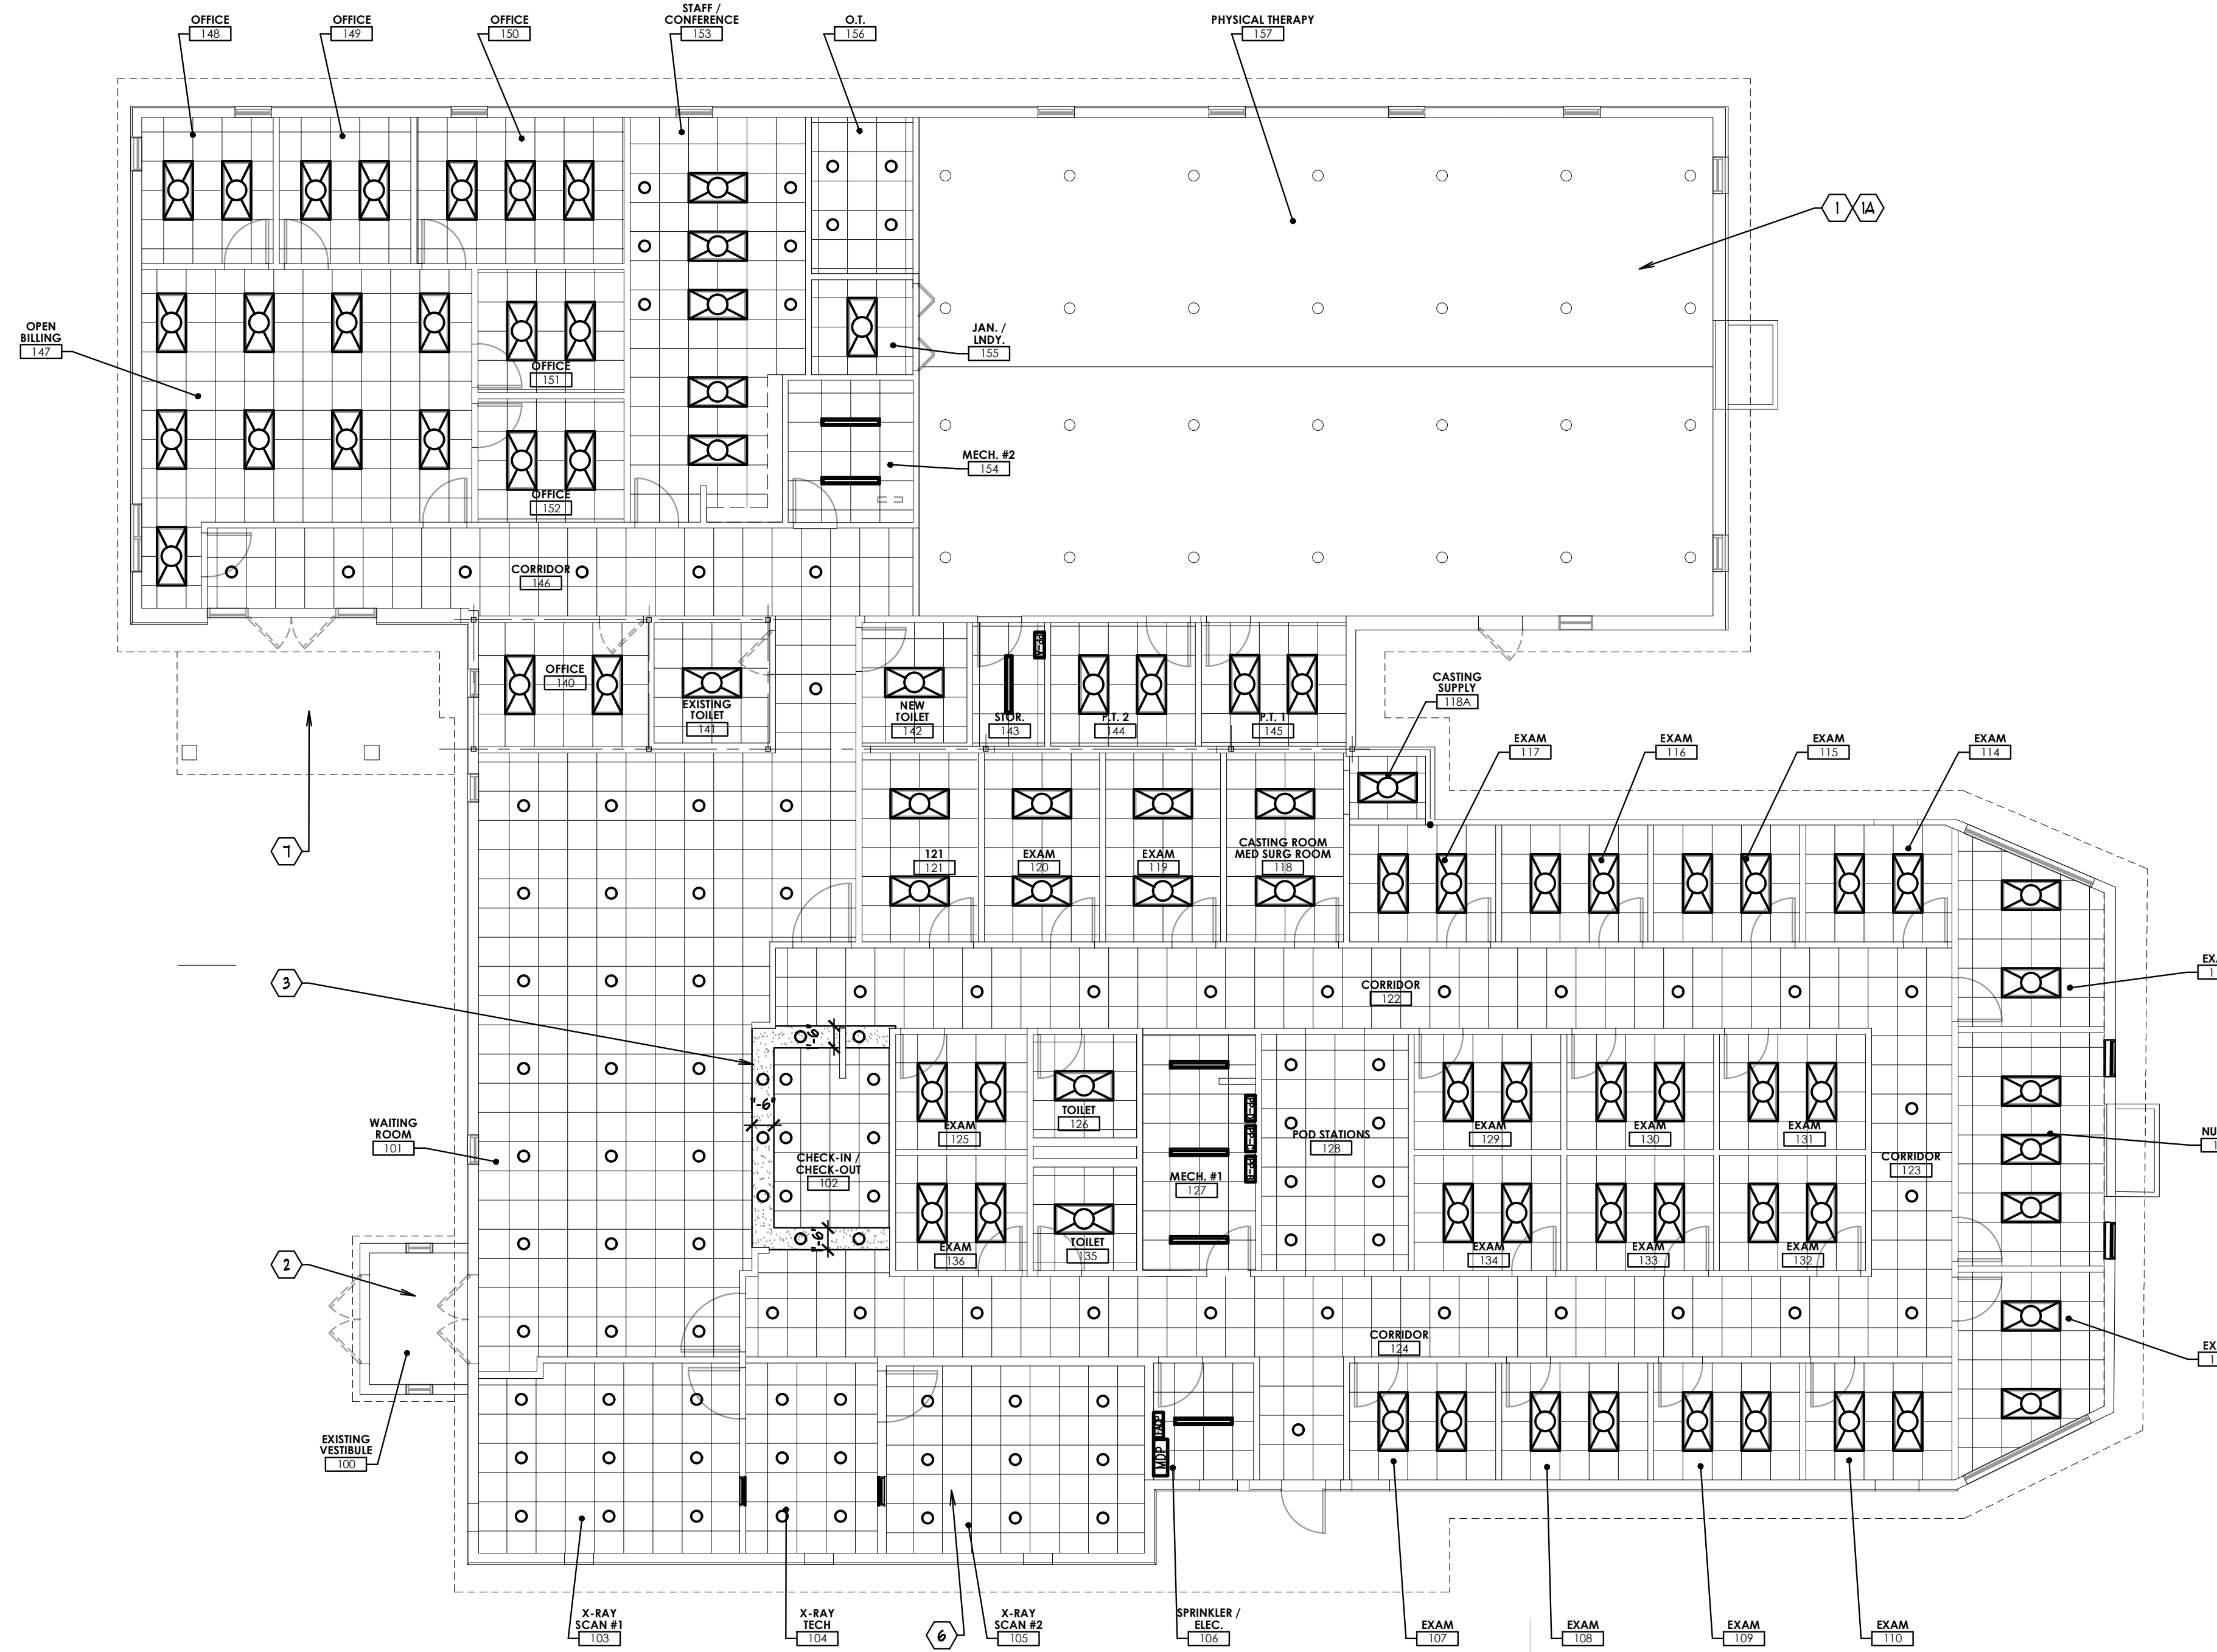 OFFICE
148
OFFICE
149
OFFICE
150
STAFF /
CONFERENCE
153
O.T.
156
PHYSICAL THERAPY
157
1
1A
OPEN
BILLING
147
JAN. /
LNDY.
155
OFFICE
151
MECH. #2
154
OFFICE
152
CORRIDOR
146
OFFICE
140
EXISTING
TOILET
141
NEW
TOILET
142
STOR.
143
P.T. 2
144
P.T. 1
145
CASTING
SUPPLY
118A
EXAM
117
EXAM
116
EXAM
115
EXAM
114
7
121
121
EXAM
120
EXAM
119
CASTING ROOM
MED SURG ROOM
118
3
CORRIDOR
122
WAITING
ROOM
101
CHECK-IN /
CHECK-OUT
102
EXAM
125
TOILET
126
MECH. #1
127
POD STATIONS
128
EXAM
129
EXAM
130
EXAM
131
CORRIDOR
123
EXAM
136
TOILET
135
EXAM
134
EXAM
133
EXAM
132
2
CORRIDOR
124
EXISTING
VESTIBULE
100
MDP
X-RAY
SCAN #1
103
X-RAY
TECH
104
6
X-RAY
SCAN #2
105
SPRINKLER /
ELEC.
106
EXAM
107
EXAM
108
EXAM
109
EXAM
110